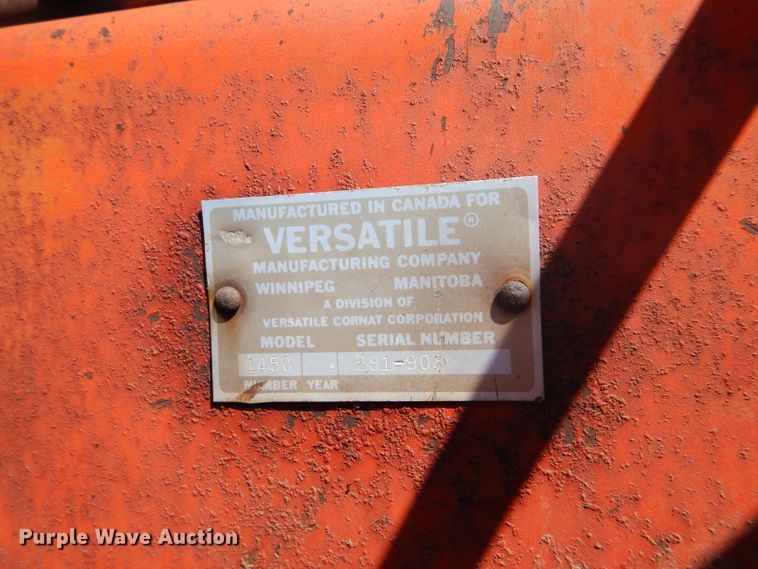 MANUFACTURED IN CANADA FOR
VERSATILE®
MANUFACTURING COMPANY
WINNIPEG MANITOBA
A DIVISION OF
VERSATILE CORNAT CORPORATION
MODEL SERIAL NUMBER
NUMBER YEAR
Purple Wave Auction